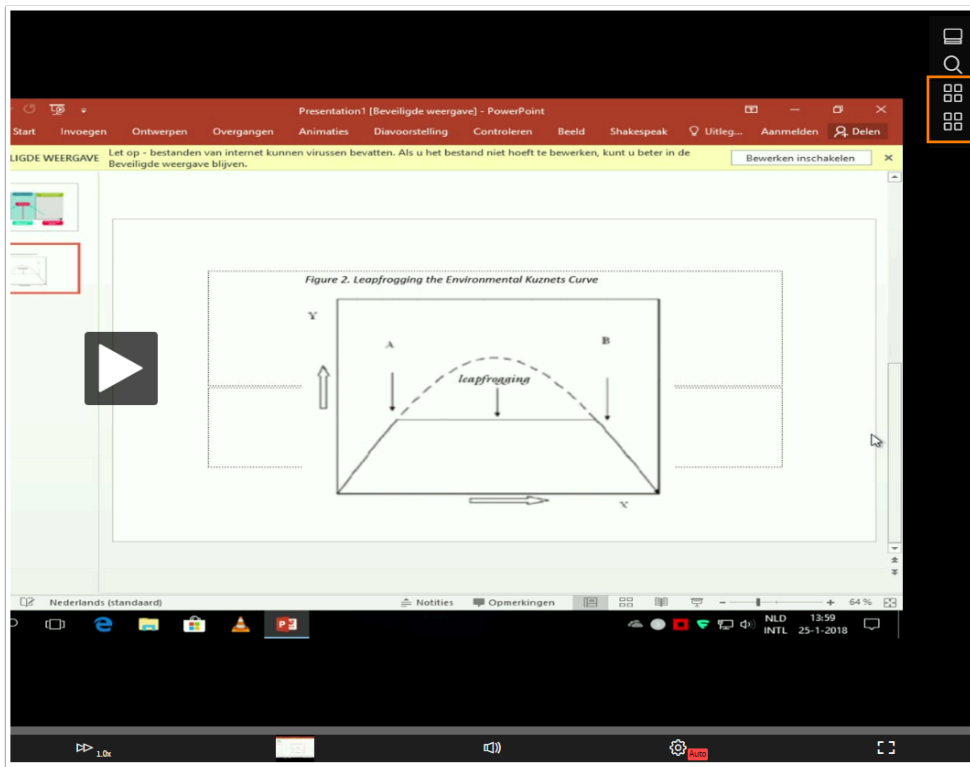 Presentation1 [Beveiligde weergave] - PowerPoint
Start Invoegen Ontwerpen Overgangen Animaties Diavoorstelling Controleren Beeld Shakespeak Uitleg... Aanmelden Delen
LIGDE WEERGAVE Let op - bestanden van internet kunnen virussen bevatten. Als u het bestand niet hoeft te bewerken, kunt u beter in de
Beveiligde weergave blijven.
Bewerken inschakelen
Figure 2. Leapfrogging the Environmental Kuznets Curve
Y
A
B
leapfrogging
X
Nederlands (standaard) Notities Opmerkingen 64 %
NLD 13:59
INTL 25-1-2018
1.0x Auto